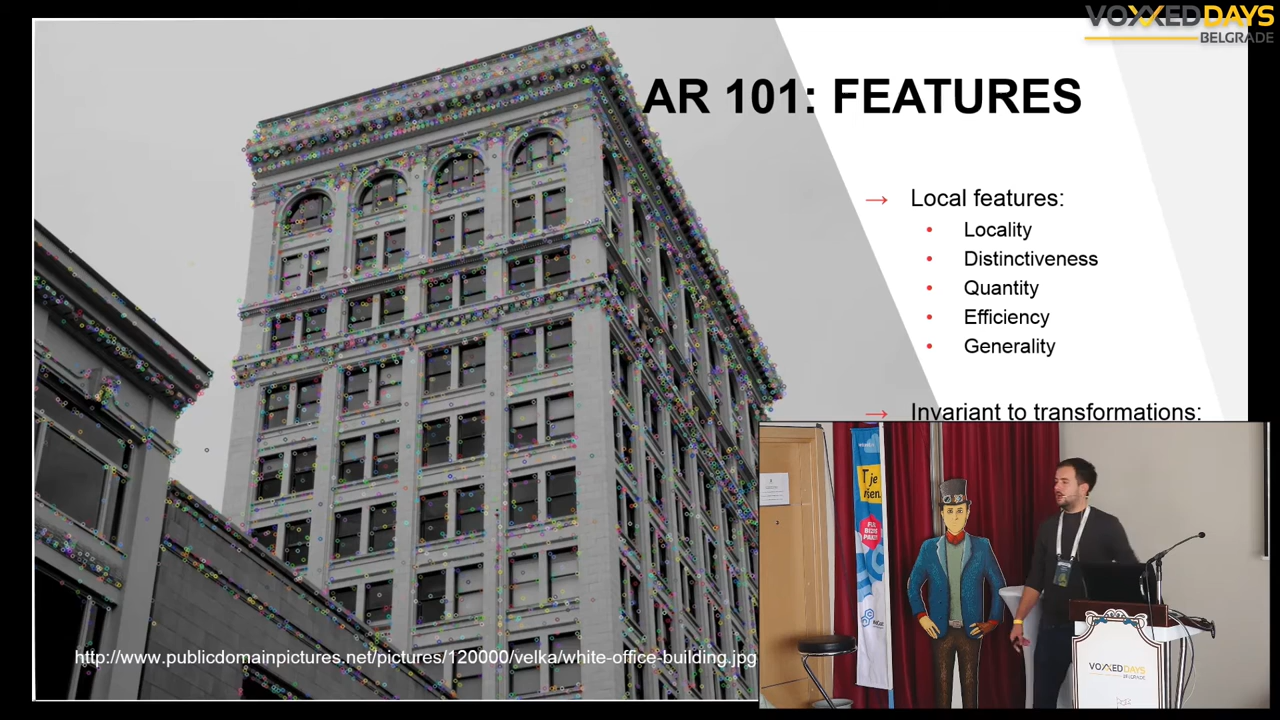 VOXXED DAYS
BELGRADE
AR 101: FEATURES
→ Local features:
• Locality
• Distinctiveness
• Quantity
• Efficiency
• Generality
→ Invariant to transformations:
http://www.publicdomainpictures.net/pictures/120000/velka/white-office-building.jpg
VOXXED DAYS
BELGRADE